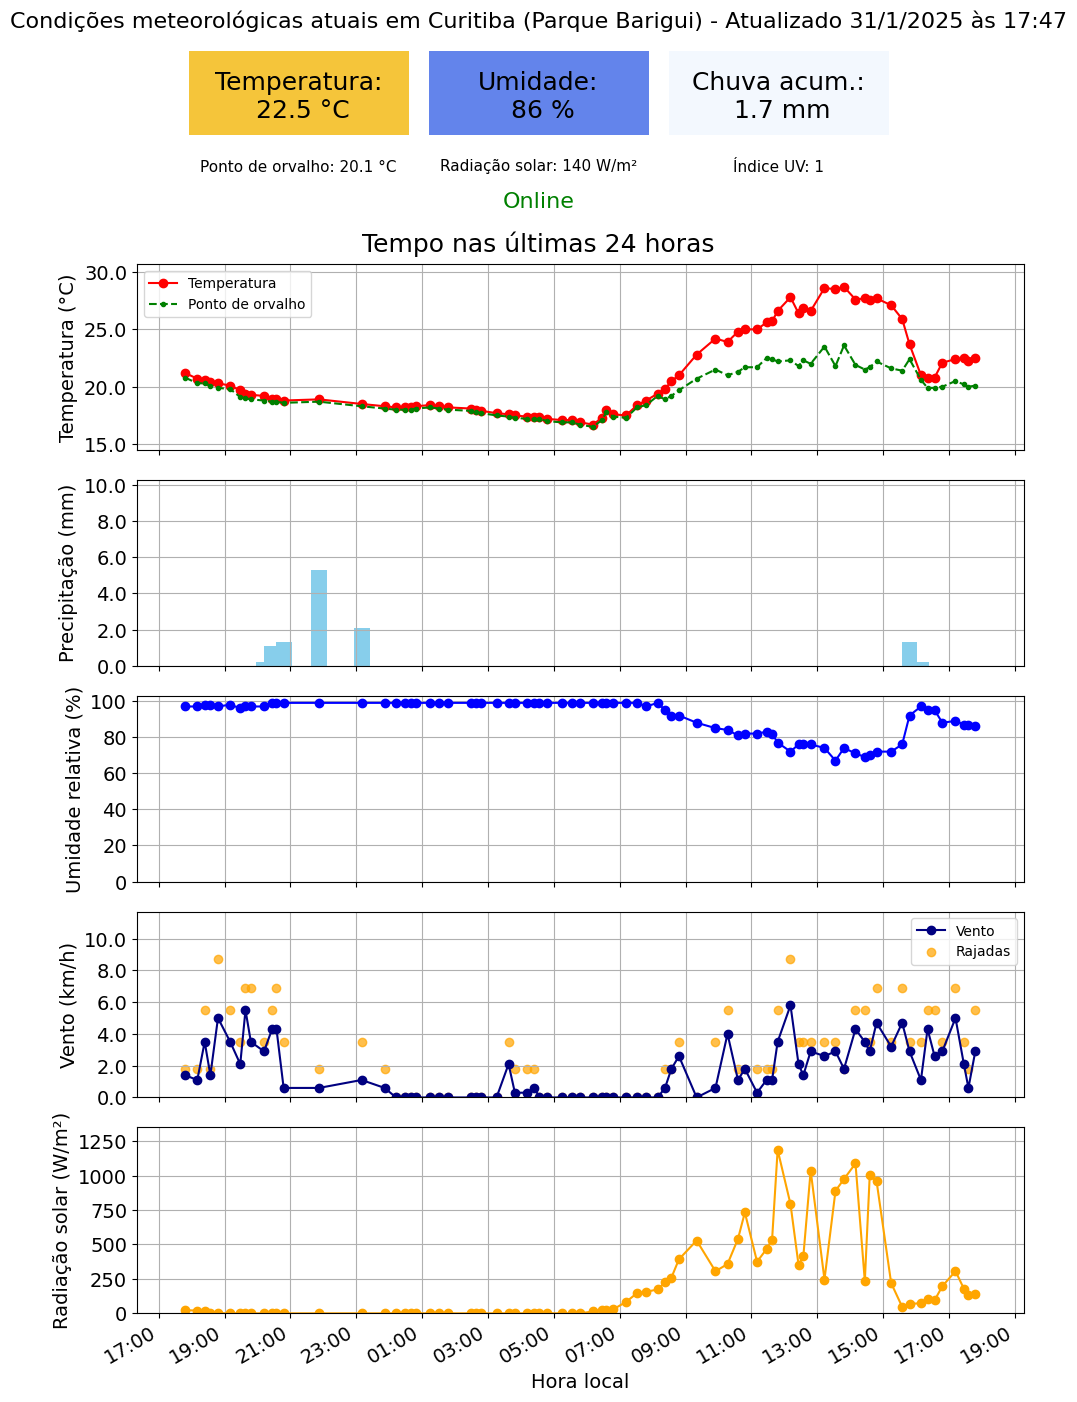 Condições meteorológicas atuais em Curitiba (Parque Barigui) - Atualizado 31/1/2025 às 17:47
Temperatura:
22.5 °C
Umidade:
86 %
Chuva acum.:
1.7 mm
Ponto de orvalho: 20.1 °C
Radiação solar: 140 W/m²
Índice UV: 1
Online
Tempo nas últimas 24 horas
Temperatura (°C)
30.0
25.0
20.0
15.0
Temperatura
Ponto de orvalho
Precipitação (mm)
10.0
8.0
6.0
4.0
2.0
0.0
Umidade relativa (%)
100
80
60
40
20
0
Vento (km/h)
10.0
8.0
6.0
4.0
2.0
0.0
Vento
Rajadas
Radiação solar (W/m²)
1250
1000
750
500
250
0
17:00
19:00
21:00
23:00
01:00
03:00
05:00
07:00
09:00
11:00
13:00
15:00
17:00
19:00
Hora local